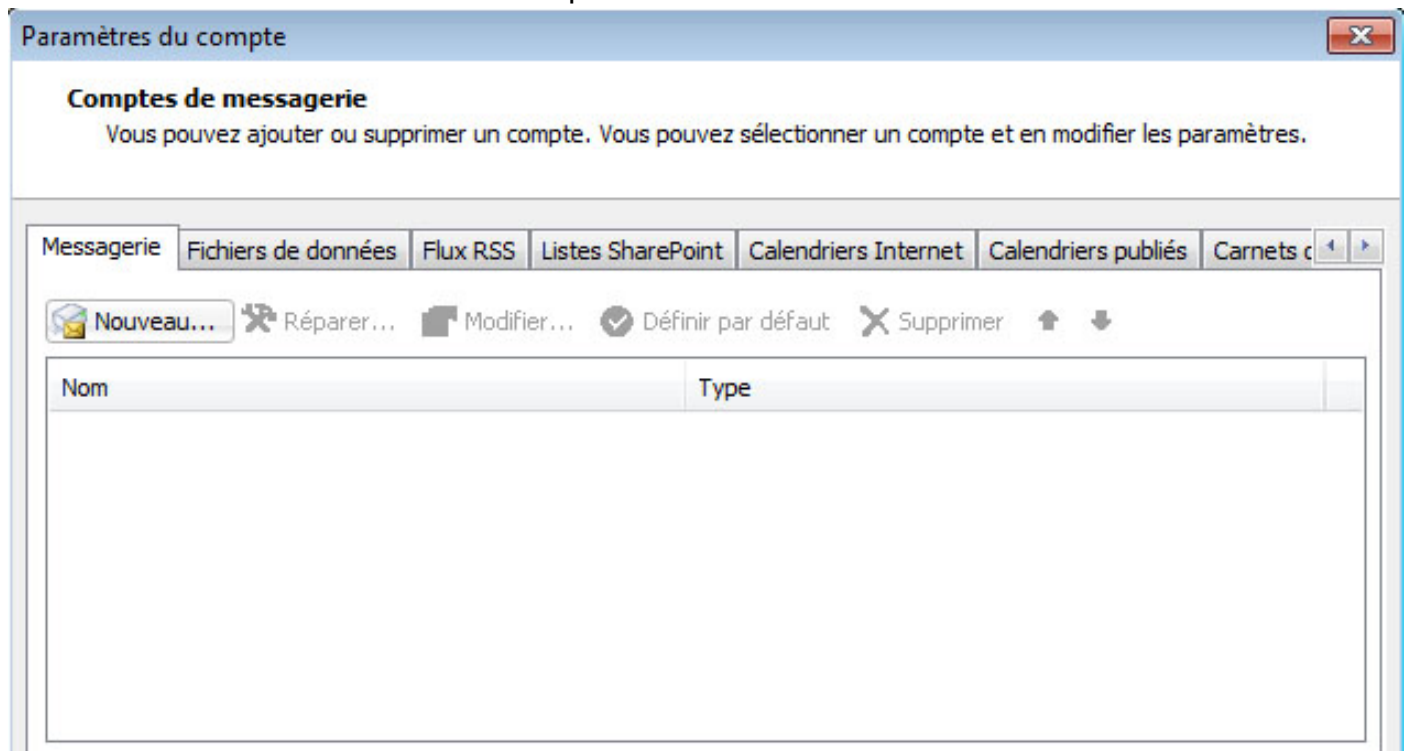 Paramètres du compte
Comptes de messagerie
Vous pouvez ajouter ou supprimer un compte. Vous pouvez sélectionner un compte et en modifier les paramètres.
Messagerie Fichiers de données Flux RSS Listes SharePoint Calendriers Internet Calendriers publiés Carnets
Nouveau... Réparer... Modifier... Définir par défaut Supprimer
Nom Type